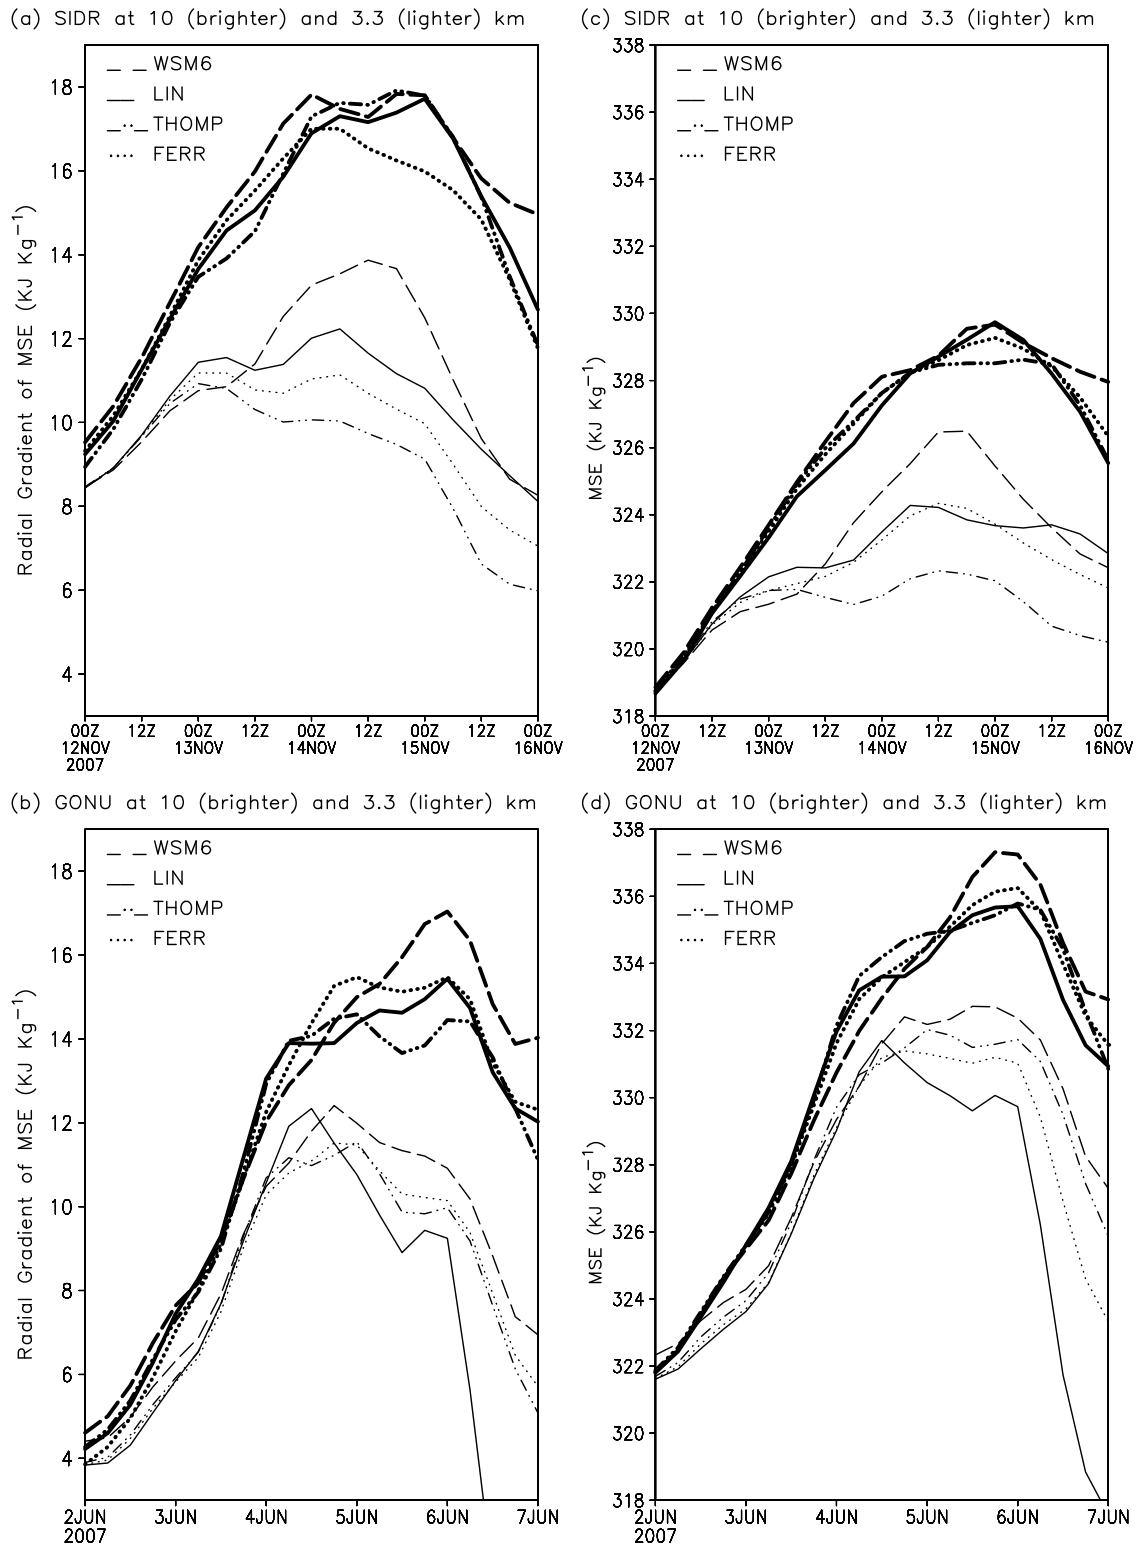 (a) SIDR at 10 (brighter) and 3.3 (lighter) km
WSM6
LIN
THOMP
FERR
Radial Gradient of MSE (KJ Kg⁻¹)
18
16
14
12
10
8
6
4
00Z 12Z 00Z 12Z 00Z 12Z 00Z 12Z 00Z
12NOV 13NOV 14NOV 15NOV 16NOV
2007
(c) SIDR at 10 (brighter) and 3.3 (lighter) km
WSM6
LIN
THOMP
FERR
MSE (KJ Kg⁻¹)
338
336
334
332
330
328
326
324
322
320
318
00Z 12Z 00Z 12Z 00Z 12Z 00Z 12Z 00Z
12NOV 13NOV 14NOV 15NOV 16NOV
2007
(b) GONU at 10 (brighter) and 3.3 (lighter) km
WSM6
LIN
THOMP
FERR
Radial Gradient of MSE (KJ Kg⁻¹)
18
16
14
12
10
8
6
4
2JUN 3JUN 4JUN 5JUN 6JUN 7JUN
2007
(d) GONU at 10 (brighter) and 3.3 (lighter) km
WSM6
LIN
THOMP
FERR
MSE (KJ Kg⁻¹)
338
336
334
332
330
328
326
324
322
320
318
2JUN 3JUN 4JUN 5JUN 6JUN 7JUN
2007